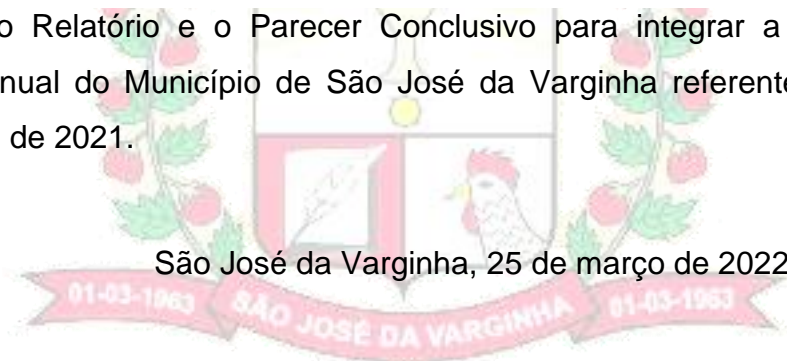 o Relatório e o Parecer Conclusivo para integrar a
nual do Município de São José da Varginha referente
de 2021.
São José da Varginha, 25 de março de 2022
01-03-1963 SÃO JOSÉ DA VARGINHA 01-03-1963